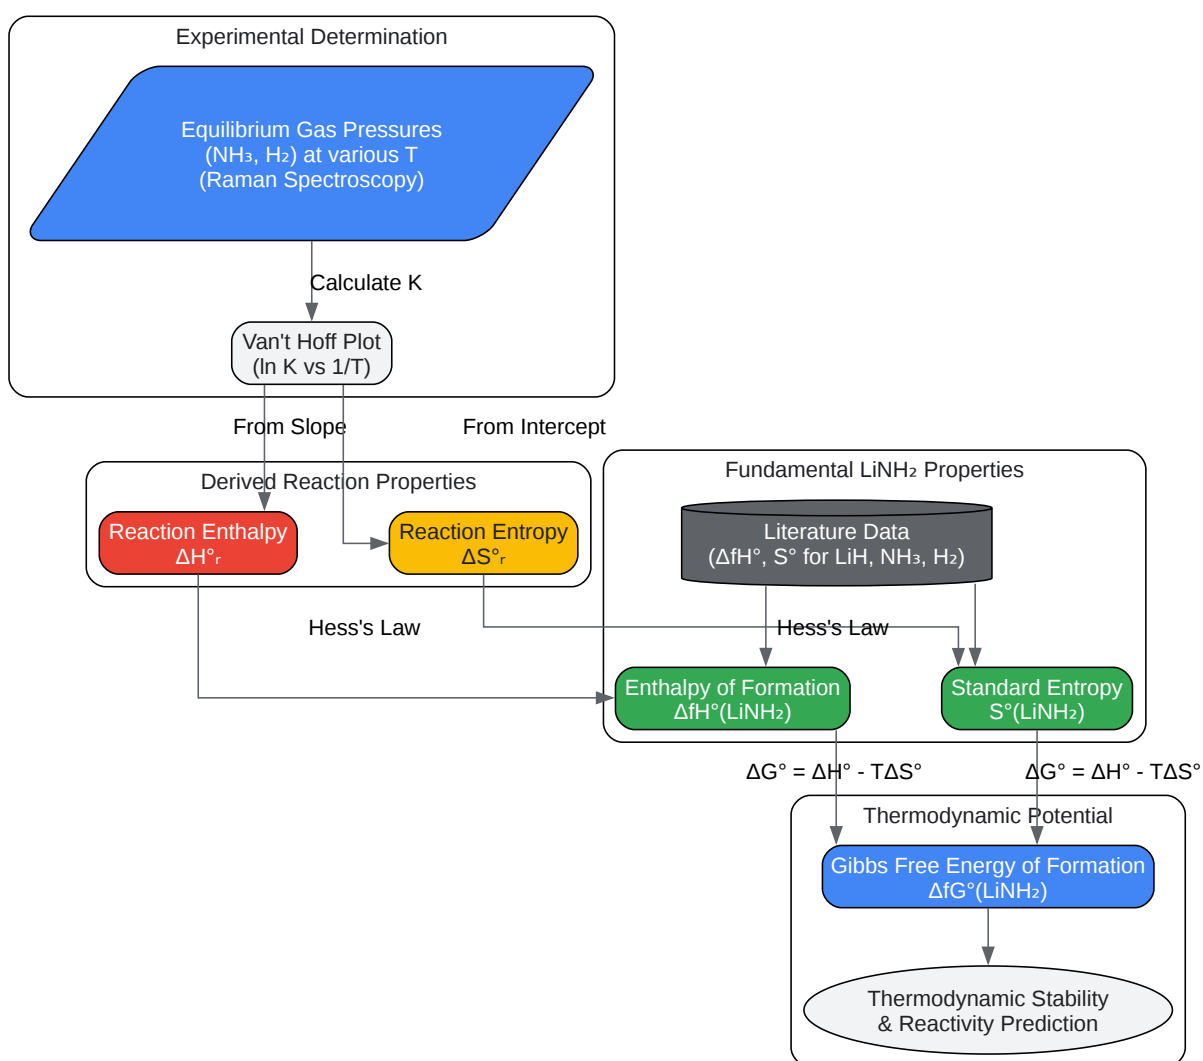 Experimental Determination
Equilibrium Gas Pressures
(NH₃, H₂) at various T
(Raman Spectroscopy)
Calculate K
Van't Hoff Plot
(ln K vs 1/T)
From Slope
From Intercept
Derived Reaction Properties
Reaction Enthalpy
ΔH°ᵣ
Reaction Entropy
ΔS°ᵣ
Fundamental LiNH₂ Properties
Literature Data
(ΔfH°, S° for LiH, NH₃, H₂)
Hess's Law
Hess's Law
Enthalpy of Formation
ΔfH°(LiNH₂)
Standard Entropy
S°(LiNH₂)
ΔG° = ΔH° - TΔS°
ΔG° = ΔH° - TΔS°
Thermodynamic Potential
Gibbs Free Energy of Formation
ΔfG°(LiNH₂)
Thermodynamic Stability
& Reactivity Prediction